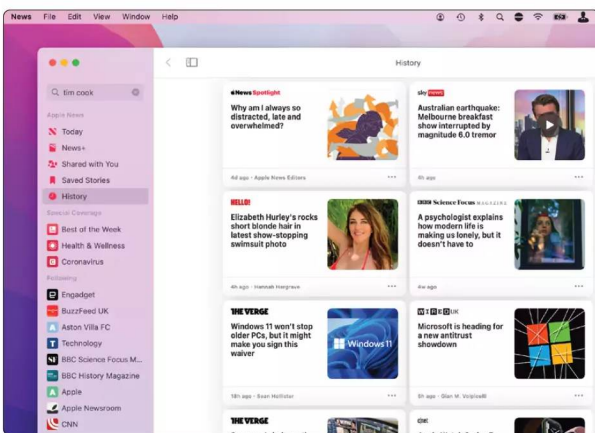 News File Edit View Window Help
History
tim cook
Apple News
Today
News+
Shared with You
Saved Stories
History
Special Coverage
Best of the Week
Health & Wellness
Coronavirus
Following
Engadget
BuzzFeed UK
Aston Villa FC
Technology
BBC Science Focus M...
BBC History Magazine
Apple
Apple Newsroom
CNN
News Spotlight
Why am I always so
distracted, late and
overwhelmed?
4d ago · Apple News Editors
sky news
Australian earthquake:
Melbourne breakfast
show interrupted by
magnitude 6.0 tremor
HELLO!
Elizabeth Hurley's rocks
short blonde hair in
latest show-stopping
swimsuit photo
4h ago · Hannah Hargrave
BBC Science Focus MAGAZINE
A psychologist explains
how modern life is
making us lonely, but it
doesn't have to
THE VERGE
Windows 11 won't stop
older PCs, but it might
make you sign this
waiver
Windows 11
18h ago · Sean Hollister
WIRED UK
Microsoft is heading for
a new antitrust
showdown
THE VERGE